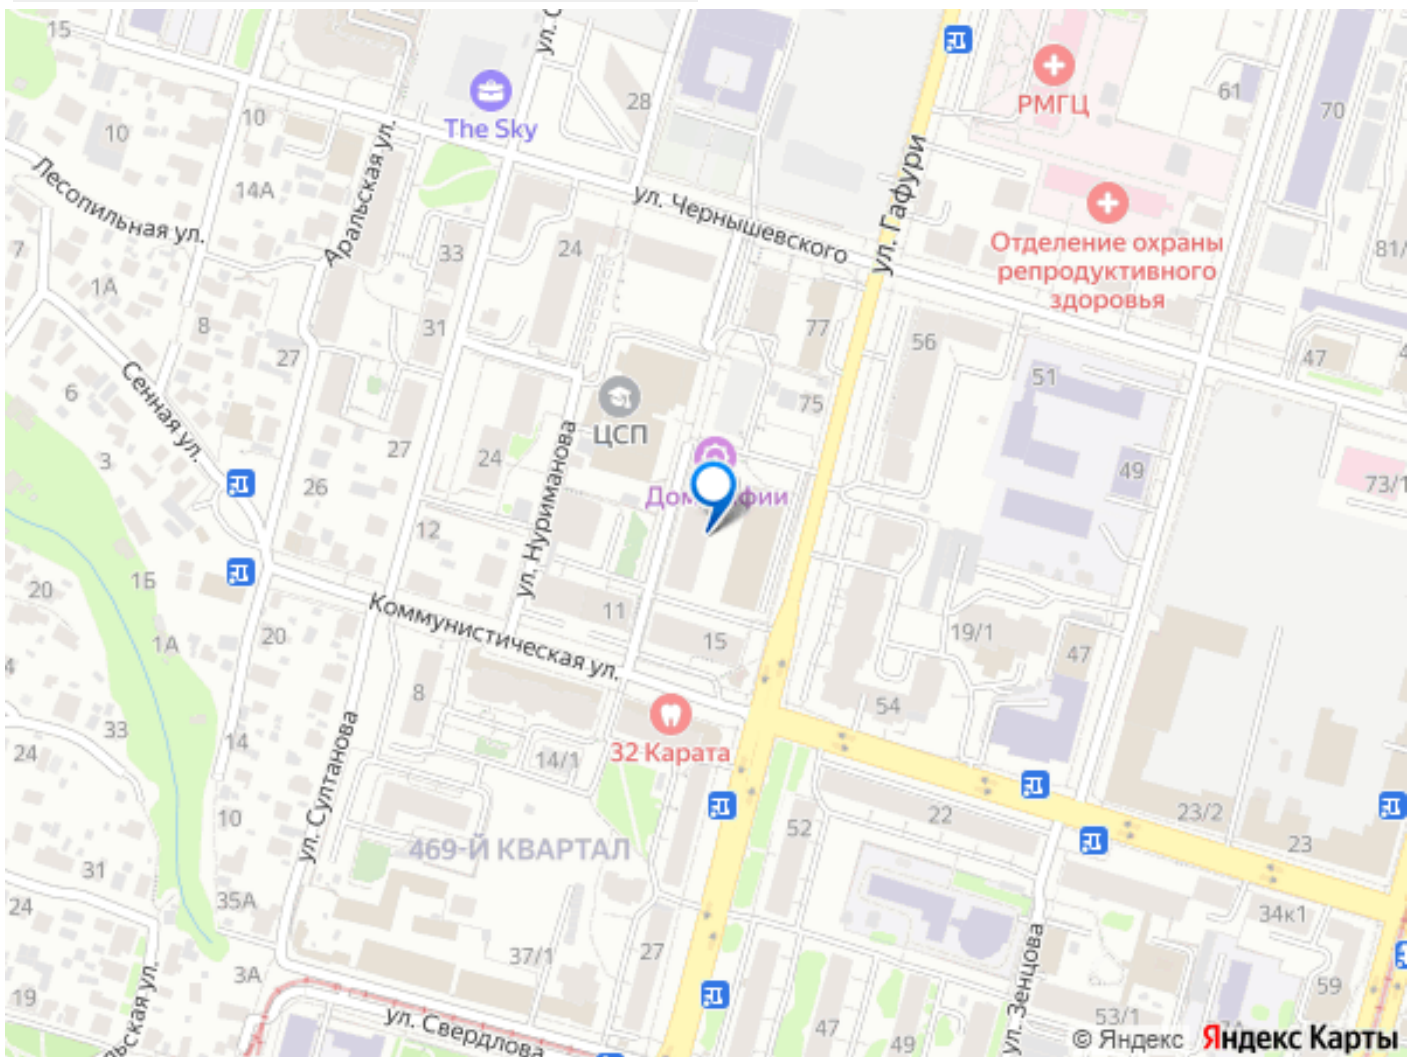 15
ул. С
28
61
70
РМГЦ
The Sky
10
10
14А
Аральская ул.
Лесопильная ул.
ул. Чернышевского
ул. Гафури
Отделение охраны
репродуктивного
здоровья
81/
7
1А
33
24
8
31
77
56
27
51
47
6
Сенная ул.
75
ЦСП
3
27
24
49
73/1
26
ул. Нуриманова
12
20
1Б
Коммунистическая ул.
11
15
19/1
47
1А
20
8
54
33
14
24
32 Карата
14/1
ул. Султанова
10
52
22
23/2
23
469-Й КВАРТАЛ
31
35А
24
34к1
37/1
27
3А
59
19
ул. Свердлова
ул. Зенцова
47
49
53/1
© Яндекс Яндекс Карты